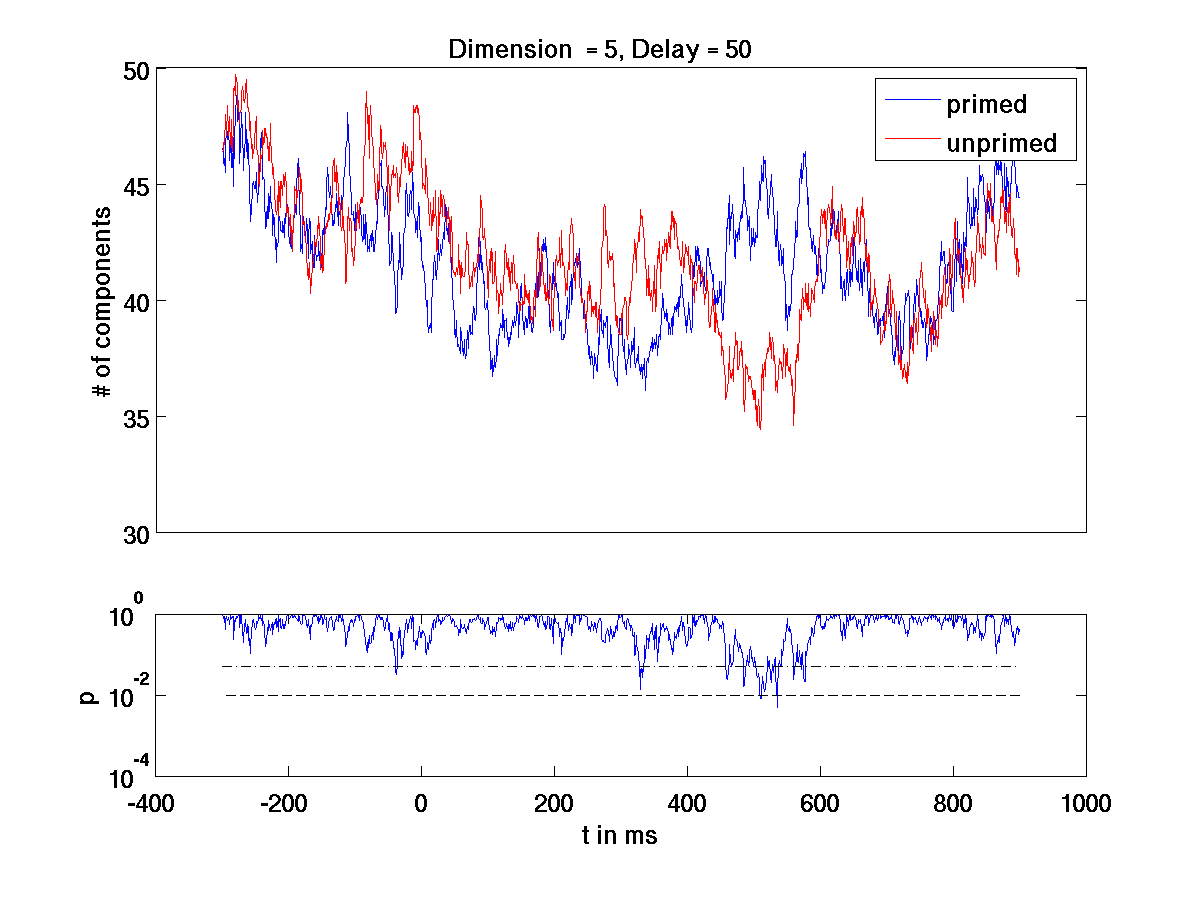 Dimension = 5, Delay = 50
50
primed
unprimed
45
40
# of components
35
30
10^0
10^-2
p
10^-4
-400 -200 0 200 400 600 800 1000
t in ms